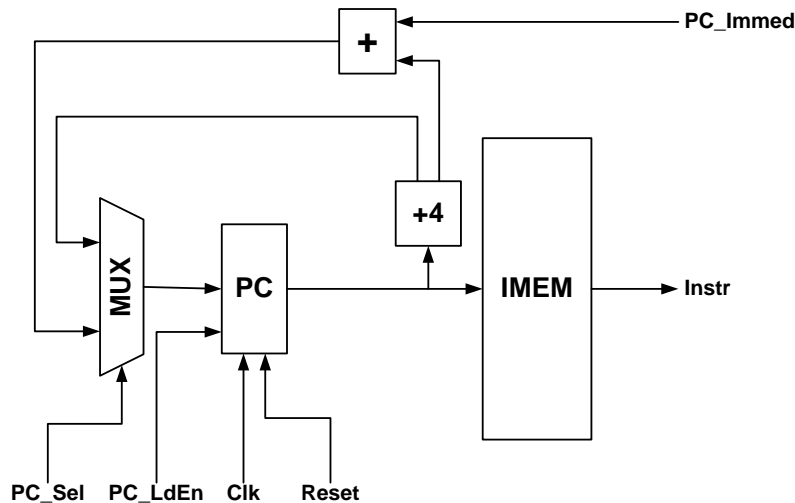 PC_Immed
+
+4
MUX
PC
IMEM
Instr
PC_Sel
PC_LdEn
Clk
Reset